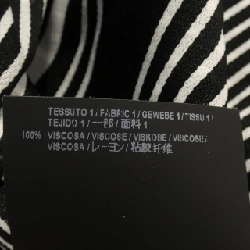 TESSUTO 1 / FABRIC 1 / GEWEBE 1 / TISSU 1 /
TEJIDO 1 / 一部 / 面料 1
100% VISCOSA / VISCOSE / VISKOSE / VISCOSE /
VISCOSA / レーヨン / 粘胶纤维